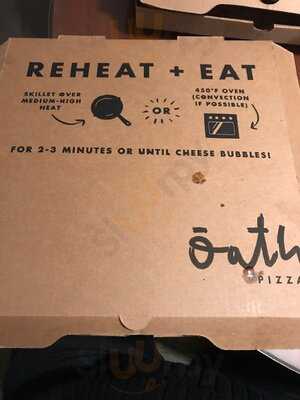 REHEAT + EAT
SKILLET OVER
MEDIUM-HIGH
HEAT
OR
450°F OVEN
(CONVECTION
IF POSSIBLE)
FOR 2-3 MINUTES OR UNTIL CHEESE BUBBLES!
ōath
PIZZA